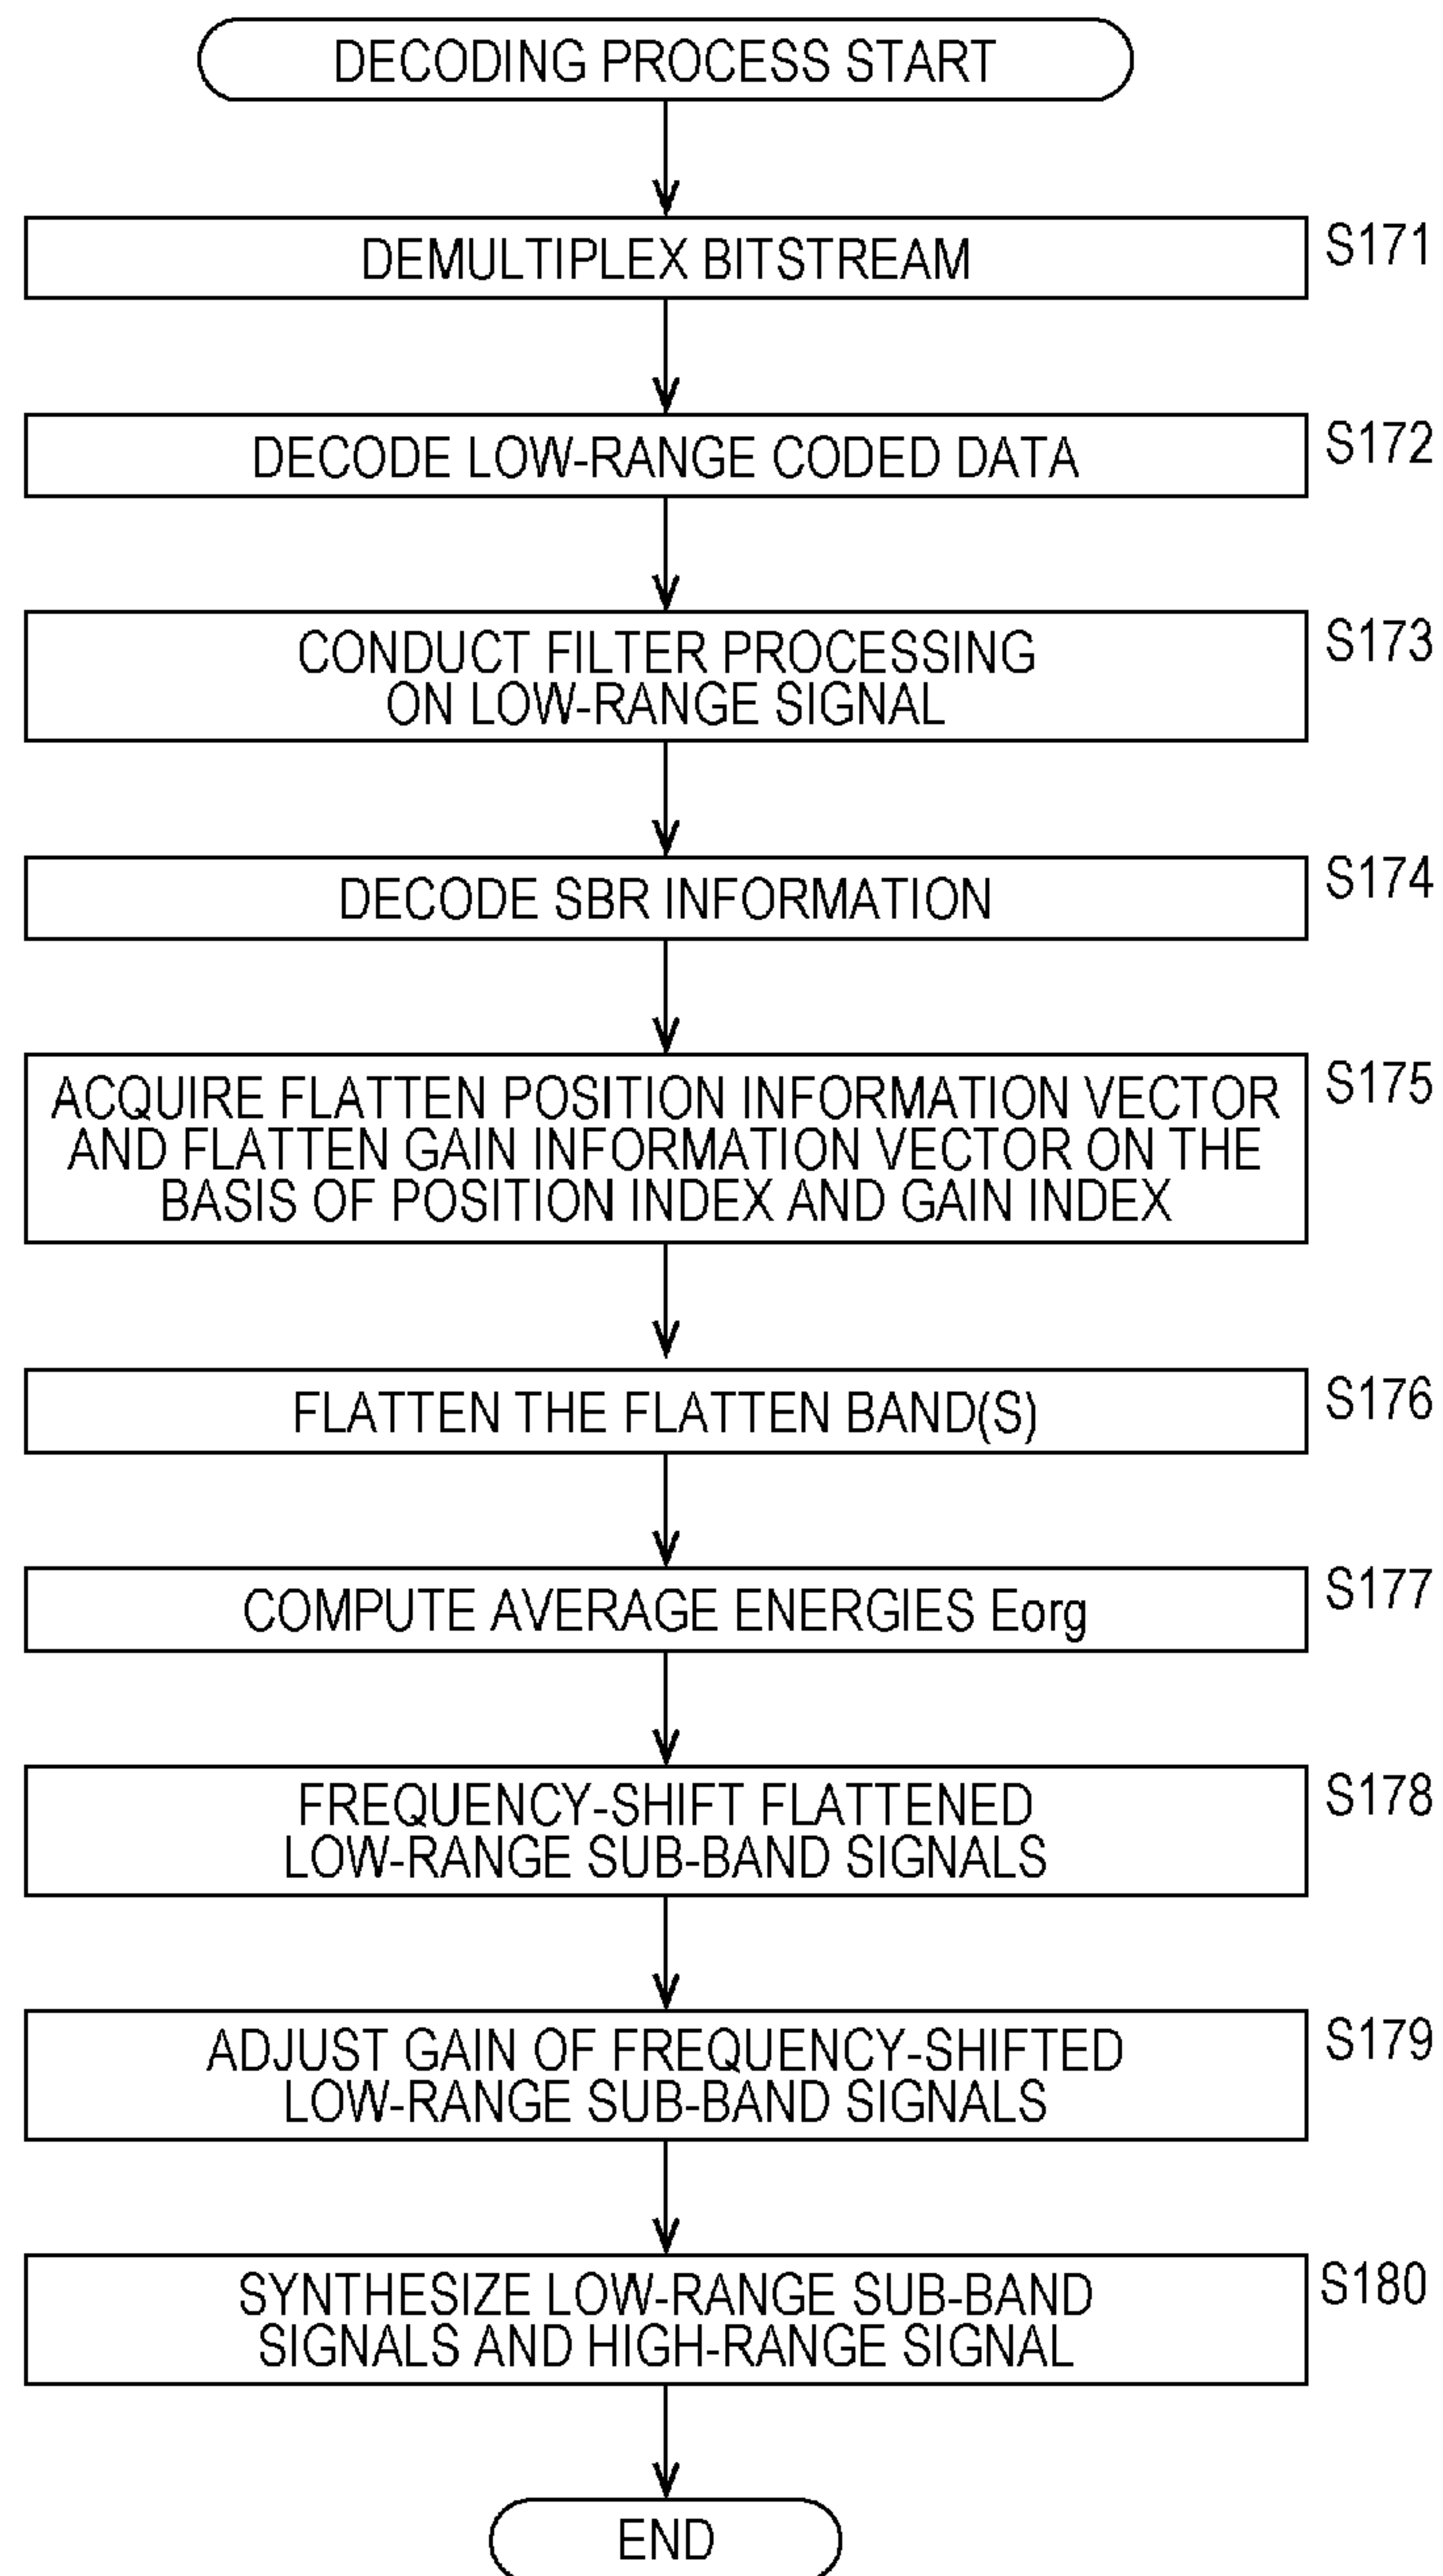 DECODING PROCESS START
DEMULTIPLEX BITSTREAM
S171
DECODE LOW-RANGE CODED DATA
S172
CONDUCT FILTER PROCESSING
ON LOW-RANGE SIGNAL
S173
DECODE SBR INFORMATION
S174
ACQUIRE FLATTEN POSITION INFORMATION VECTOR
AND FLATTEN GAIN INFORMATION VECTOR ON THE
BASIS OF POSITION INDEX AND GAIN INDEX
S175
FLATTEN THE FLATTEN BAND(S)
S176
COMPUTE AVERAGE ENERGIES Eorg
S177
FREQUENCY-SHIFT FLATTENED
LOW-RANGE SUB-BAND SIGNALS
S178
ADJUST GAIN OF FREQUENCY-SHIFTED
LOW-RANGE SUB-BAND SIGNALS
S179
SYNTHESIZE LOW-RANGE SUB-BAND
SIGNALS AND HIGH-RANGE SIGNAL
S180
END